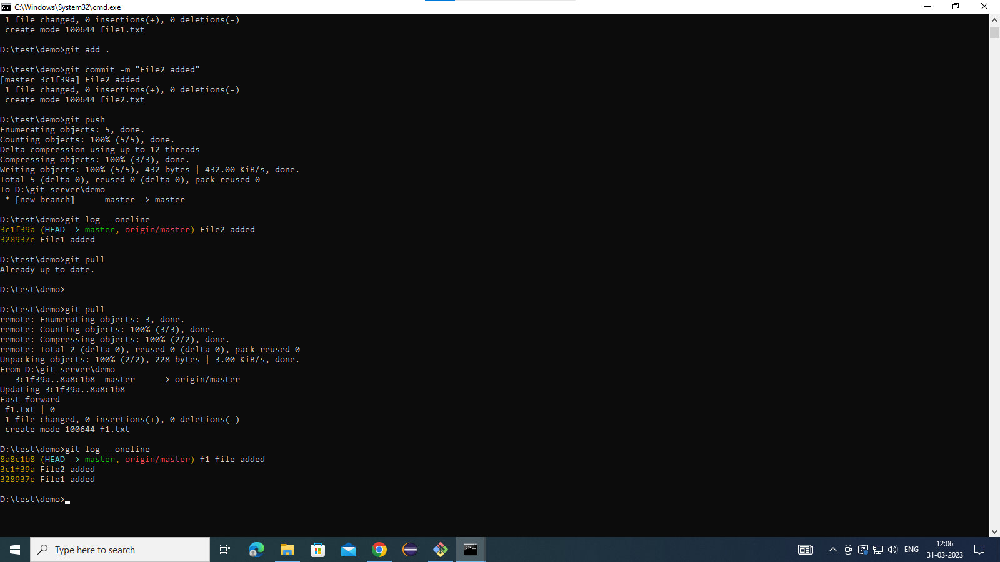 C:\Windows\System32\cmd.exe
1 file changed, 0 insertions(+), 0 deletions(-)
create mode 100644 file1.txt
D:\test\demo>git add .
D:\test\demo>git commit -m "File2 added"
[master 3c1f39a] File2 added
1 file changed, 0 insertions(+), 0 deletions(-)
create mode 100644 file2.txt
D:\test\demo>git push
Enumerating objects: 5, done.
Counting objects: 100% (5/5), done.
Delta compression using up to 12 threads
Compressing objects: 100% (3/3), done.
Writing objects: 100% (5/5), 432 bytes | 432.00 KiB/s, done.
Total 5 (delta 0), reused 0 (delta 0), pack-reused 0
To D:\git-server\demo
* [new branch]      master -> master
D:\test\demo>git log --oneline
3c1f39a (HEAD -> master, origin/master) File2 added
328937e File1 added
D:\test\demo>git pull
Already up to date.
D:\test\demo>
D:\test\demo>git pull
remote: Enumerating objects: 3, done.
remote: Counting objects: 100% (3/3), done.
remote: Compressing objects: 100% (2/2), done.
remote: Total 2 (delta 0), reused 0 (delta 0), pack-reused 0
Unpacking objects: 100% (2/2), 228 bytes | 3.00 KiB/s, done.
From D:\git-server\demo
3c1f39a..8a8c1b8  master     -> origin/master
Updating 3c1f39a..8a8c1b8
Fast-forward
f1.txt | 0
1 file changed, 0 insertions(+), 0 deletions(-)
create mode 100644 f1.txt
D:\test\demo>git log --oneline
8a8c1b8 (HEAD -> master, origin/master) f1 file added
3c1f39a File2 added
328937e File1 added
D:\test\demo>
Type here to search
ENG
12:06
31-03-2023